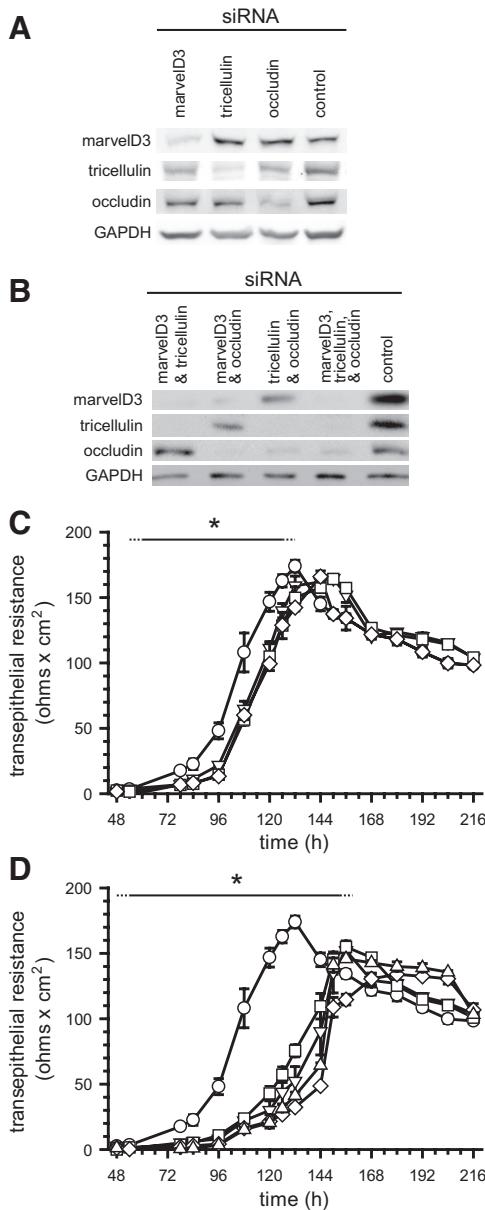 A
siRNA
marvelD3
tricellulin
occludin
control
marvelD3
tricellulin
occludin
GAPDH
B
siRNA
marvelD3
& tricellulin
marvelD3
& occludin
tricellulin
& occludin
marvelD3,
tricellulin,
& occludin
control
marvelD3
tricellulin
occludin
GAPDH
C
*
200
150
100
50
0
transepithelial resistance
(ohms x cm2)
48 72 96 120 144 168 192 216
time (h)
D
*
200
150
100
50
0
transepithelial resistance
(ohms x cm2)
48 72 96 120 144 168 192 216
time (h)